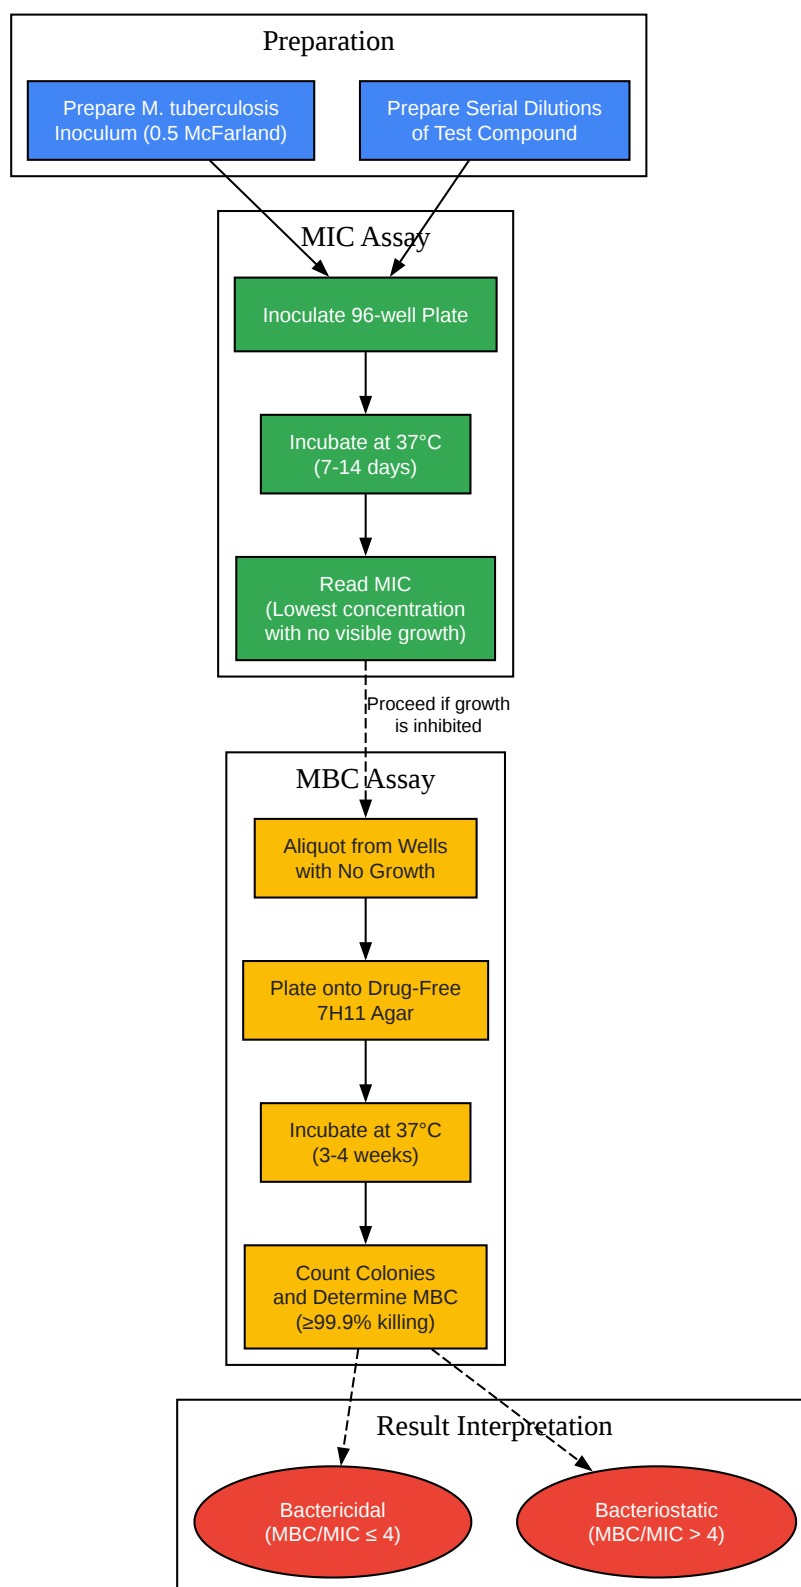 Preparation
Prepare M. tuberculosis
Inoculum (0.5 McFarland)
Prepare Serial Dilutions
of Test Compound
MIC Assay
Inoculate 96-well Plate
Incubate at 37°C
(7-14 days)
Read MIC
(Lowest concentration
with no visible growth)
Proceed if growth
is inhibited
MBC Assay
Aliquot from Wells
with No Growth
Plate onto Drug-Free
7H11 Agar
Incubate at 37°C
(3-4 weeks)
Count Colonies
and Determine MBC
(≥99.9% killing)
Result Interpretation
Bactericidal
(MBC/MIC ≤ 4)
Bacteriostatic
(MBC/MIC > 4)